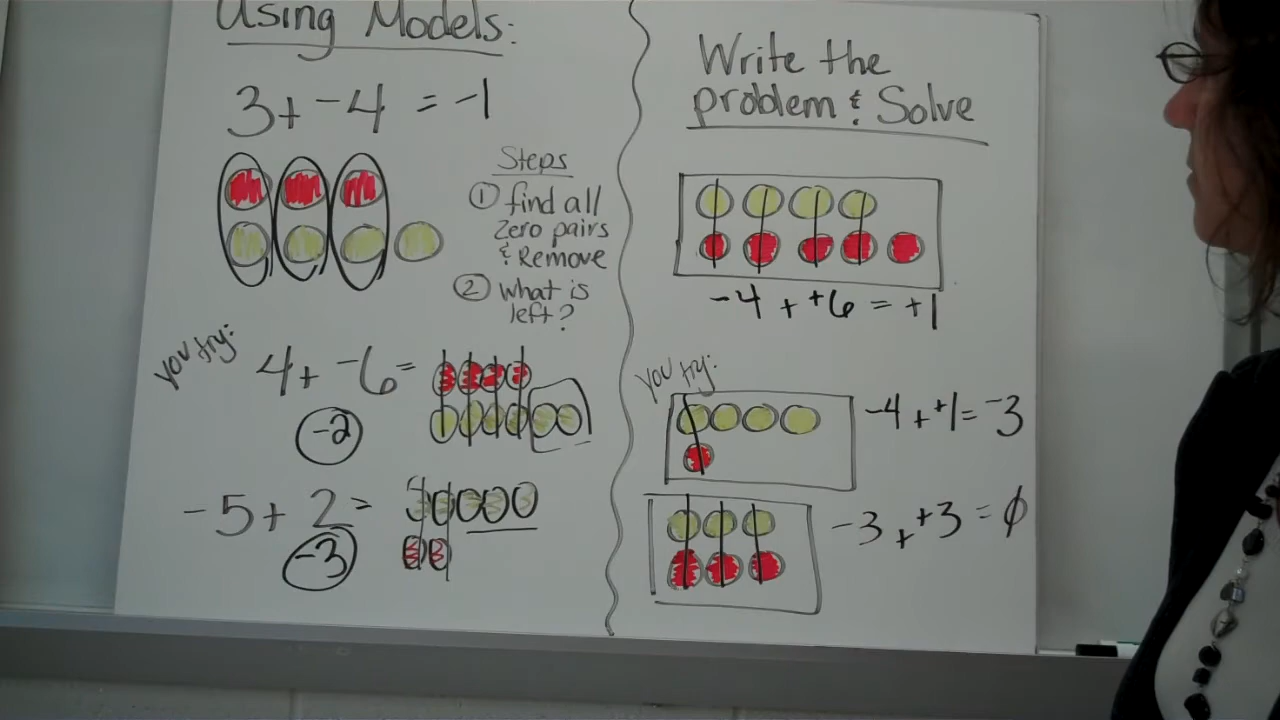 Using Models:
3 + -4 = -1
Steps
① find all
Zero pairs
& Remove
② What is
left?
you try:
4 + -6 =
-2
-5 + 2 =
-3
Write the
problem & Solve
-4 + +6 = +1
you try:
-4 + +1 = -3
-3 + +3 = ∅